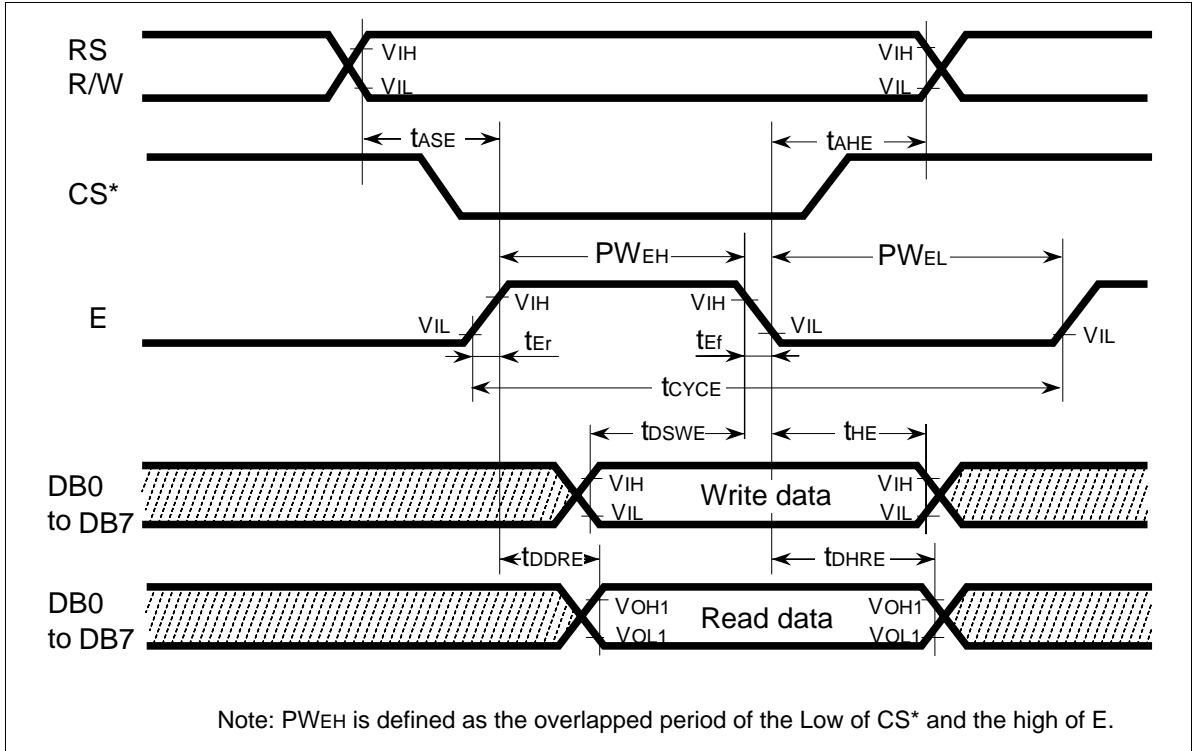 RS
R/W
VIH
VIL
VIH
VIL
tASE
tAHE
CS*
PWEH
PWEL
E
VIL
VIH
VIH
VIL
VIL
tEr
tEf
tCYCE
tDSWE
tHE
DB0
to DB7
VIH
VIL
Write data
VIH
VIL
tDDRE
tDHRE
DB0
to DB7
VOH1
VOL1
Read data
VOH1
VOL1
Note: PWEH is defined as the overlapped period of the Low of CS* and the high of E.